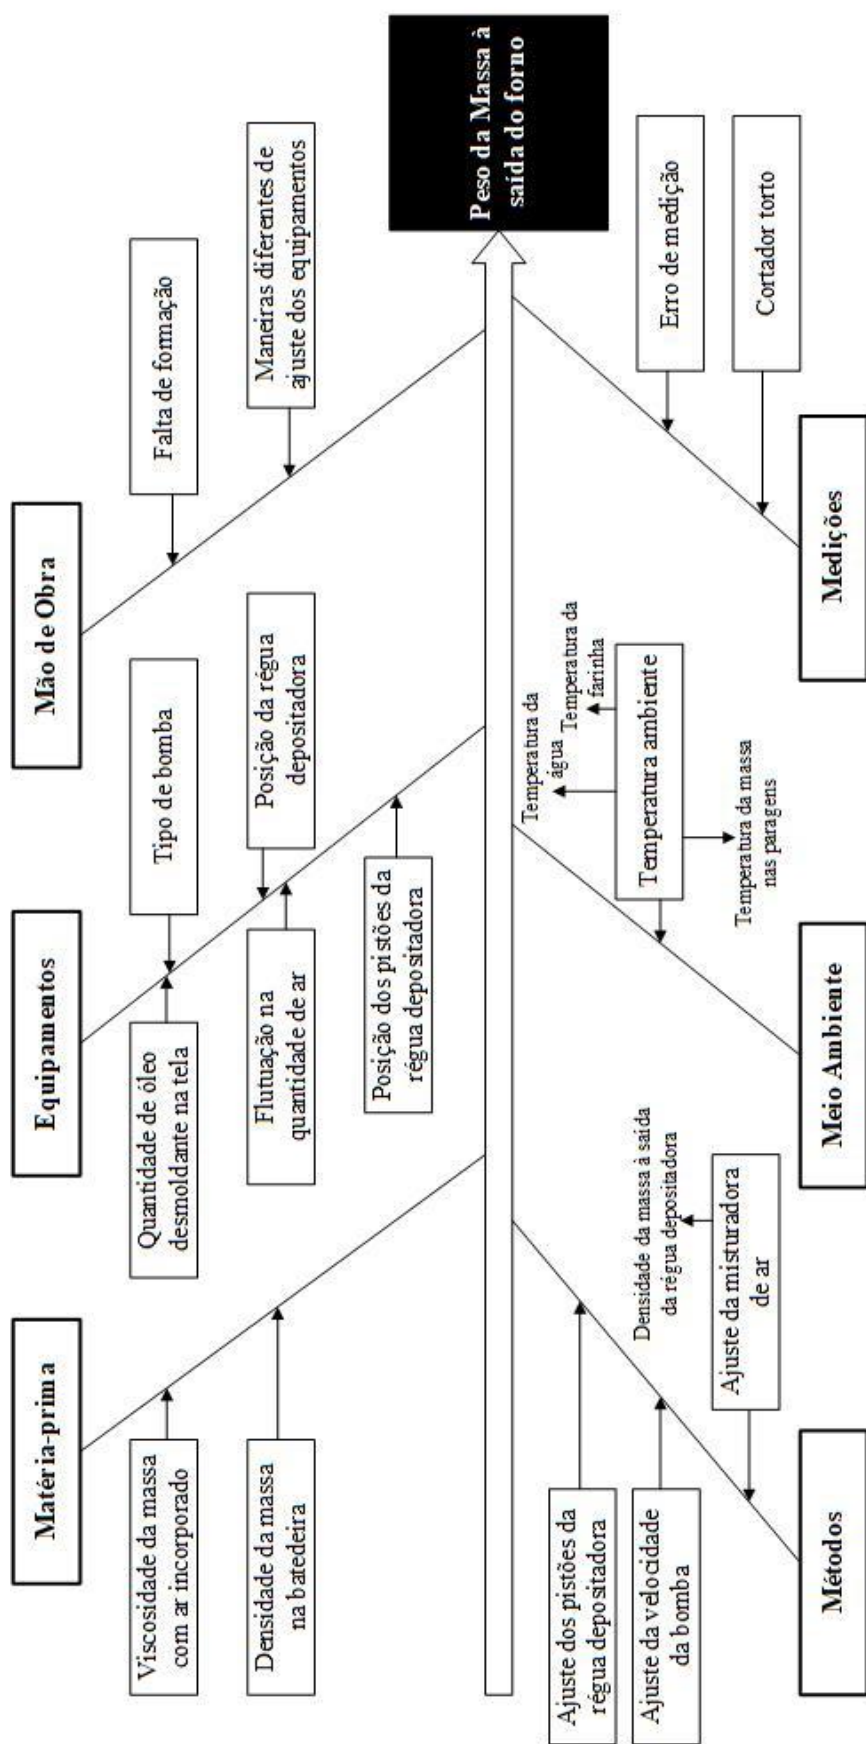 Matéria-prima
Equipamentos
Mão de Obra
Viscosidade da massa
com ar incorporado
Quantidade de óleo
desmoldante na tela
Tipo de bomba
Falta de formação
Densidade da massa
na batedeira
Flutuação na
quantidade de ar
Posição da régua
depositadora
Maneiras diferentes de
ajuste dos equipamentos
Posição dos pistões da
régua depositadora
Peso da Massa à
saída do forno
Ajuste dos pistões da
régua depositadora
Ajuste da velocidade
da bomba
Densidade da massa à saída
da régua depositadora
Ajuste da misturadora
de ar
Temperatura da
água
Temperatura da
farinha
Temperatura ambiente
Temperatura da massa
nas paragens
Erro de medição
Cortador torto
Métodos
Meio Ambiente
Medições